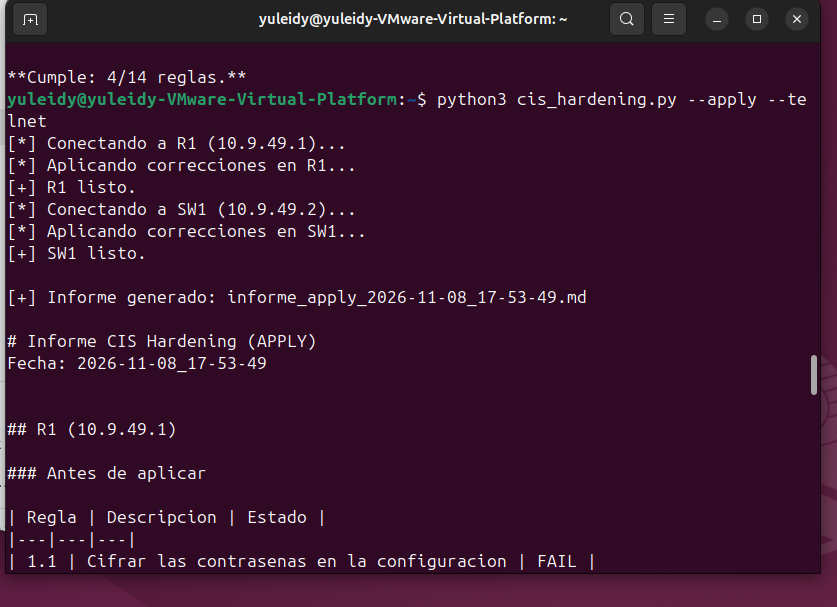 yuleidy@yuleidy-VMware-Virtual-Platform: ~
**Cumple: 4/14 reglas.**
yuleidy@yuleidy-VMware-Virtual-Platform:~$ python3 cis_hardening.py --apply --te
lnet
[*] Conectando a R1 (10.9.49.1)...
[*] Aplicando correcciones en R1...
[+] R1 listo.
[*] Conectando a SW1 (10.9.49.2)...
[*] Aplicando correcciones en SW1...
[+] SW1 listo.
[+] Informe generado: informe_apply_2026-11-08_17-53-49.md
# Informe CIS Hardening (APPLY)
Fecha: 2026-11-08_17-53-49
## R1 (10.9.49.1)
### Antes de aplicar
| Regla | Descripcion | Estado |
|---|---|---|
| 1.1 | Cifrar las contrasenas en la configuracion | FAIL |